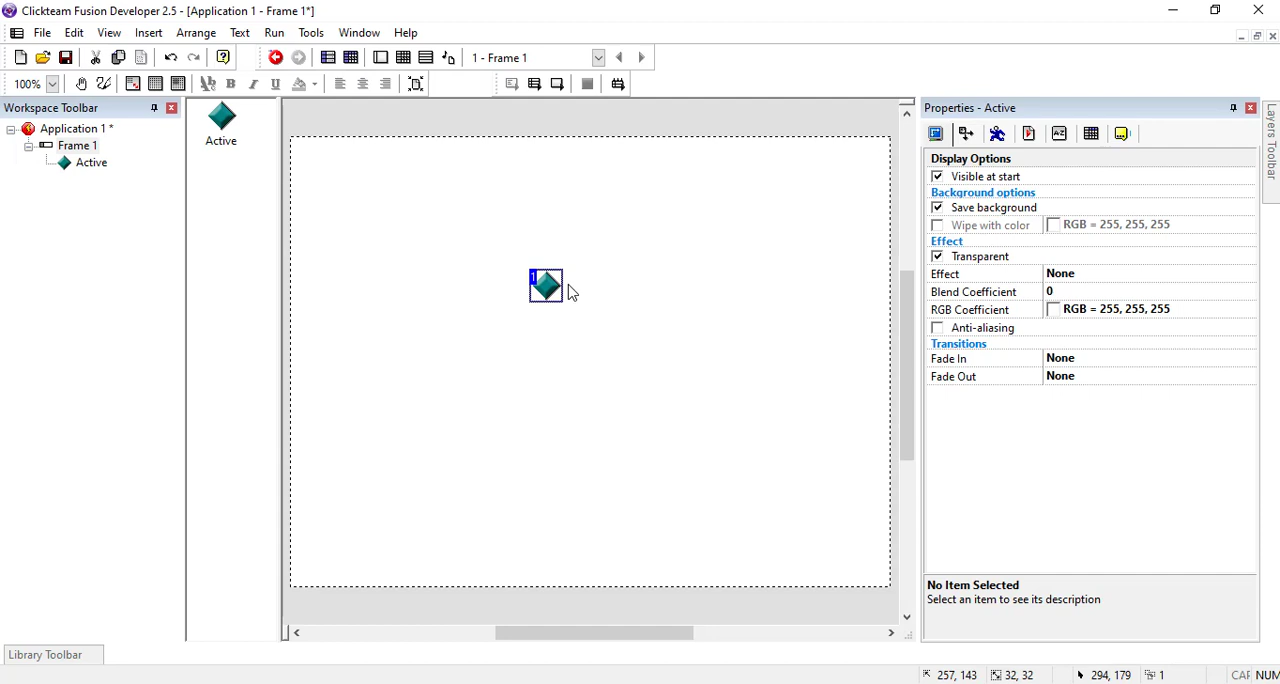 Clickteam Fusion Developer 2.5 - [Application 1 - Frame 1*]
File Edit View Insert Arrange Text Run Tools Window Help
1 - Frame 1
100%
Workspace Toolbar
Application 1 *
Frame 1
Active
Active
1
Properties - Active
Display Options
Visible at start
Background options
Save background
Wipe with color RGB = 255, 255, 255
Effect
Transparent
Effect None
Blend Coefficient 0
RGB Coefficient RGB = 255, 255, 255
Anti-aliasing
Transitions
Fade In None
Fade Out None
No Item Selected
Select an item to see its description
Layers Toolbar
Library Toolbar
257, 143 32, 32 294, 179 1 CAP NUM